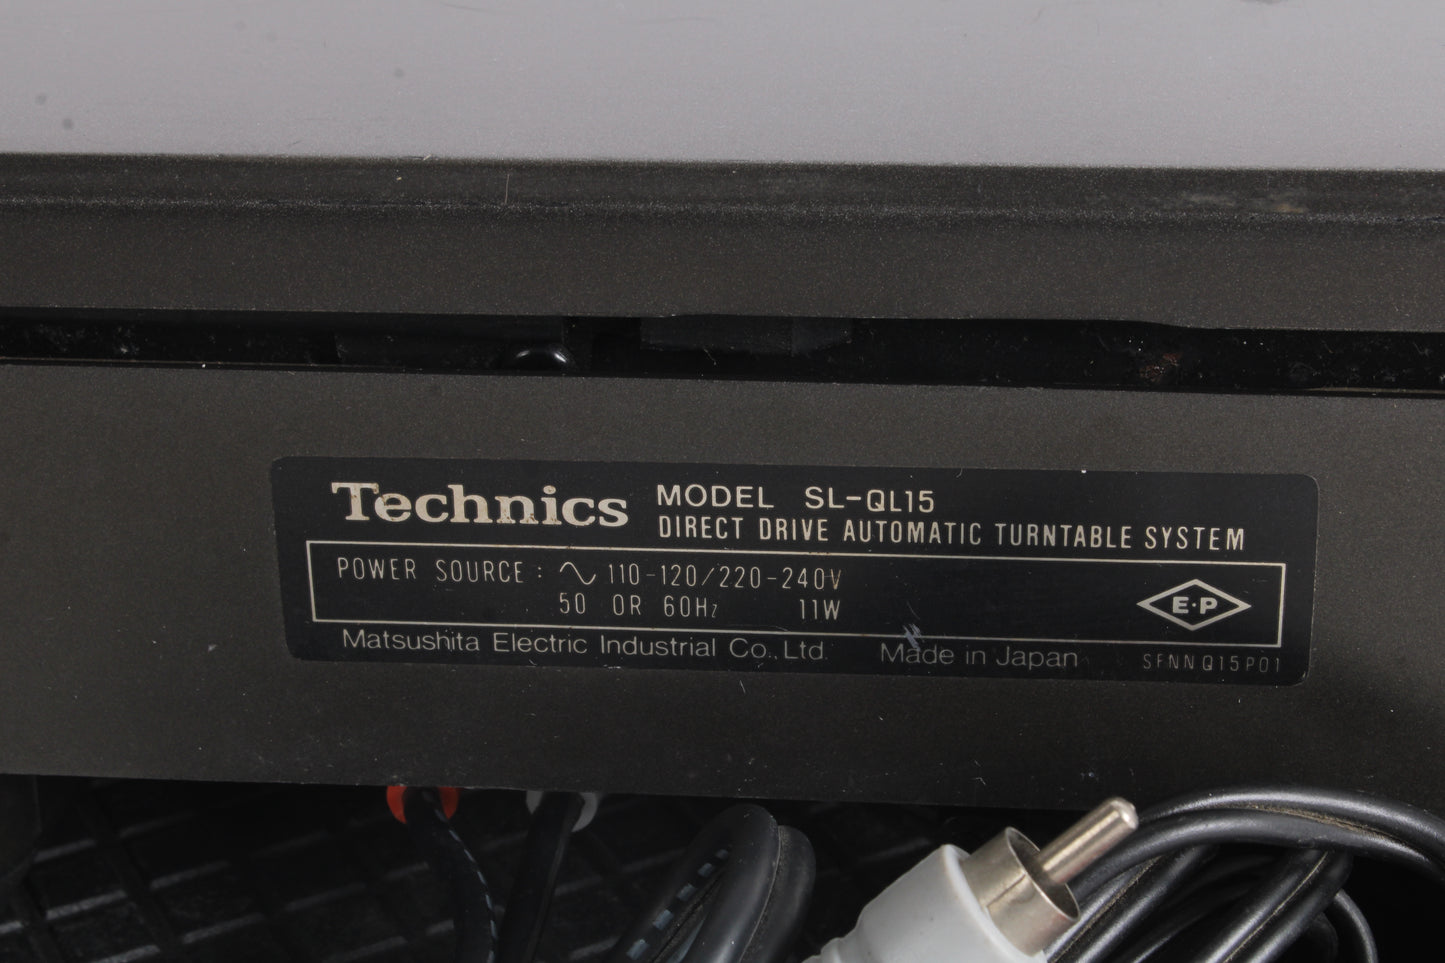 Technics MODEL SL-QL15
DIRECT DRIVE AUTOMATIC TURNTABLE SYSTEM
POWER SOURCE : ∿ 110-120/220-240V
50 OR 60Hz 11W
E·P
Matsushita Electric Industrial Co., Ltd. Made in Japan SFNNQ15P01